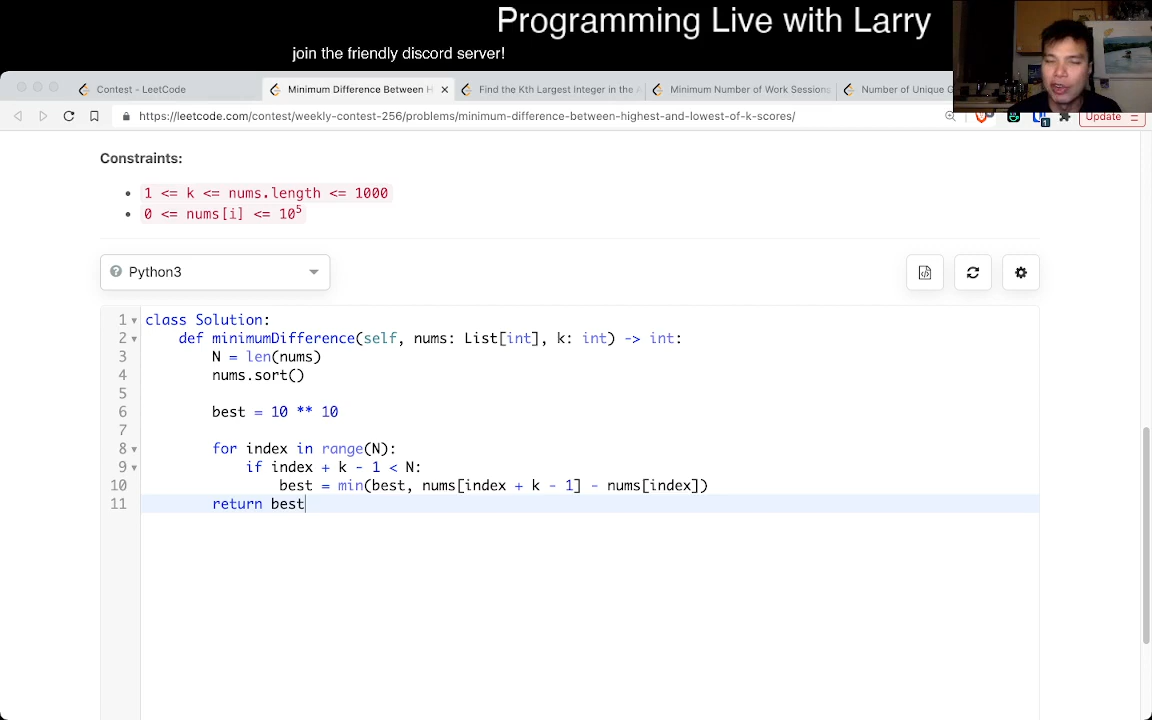 Programming Live with Larry
join the friendly discord server!
Contest - LeetCode
Minimum Difference Between H
Find the Kth Largest Integer in the A
Minimum Number of Work Sessions
Number of Unique G
https://leetcode.com/contest/weekly-contest-256/problems/minimum-difference-between-highest-and-lowest-of-k-scores/
Update
Constraints:
1 <= k <= nums.length <= 1000
0 <= nums[i] <= 10⁵
Python3
1 class Solution:
2 def minimumDifference(self, nums: List[int], k: int) -> int:
3 N = len(nums)
4 nums.sort()
5
6 best = 10 ** 10
7
8 for index in range(N):
9 if index + k - 1 < N:
10 best = min(best, nums[index + k - 1] - nums[index])
11 return best